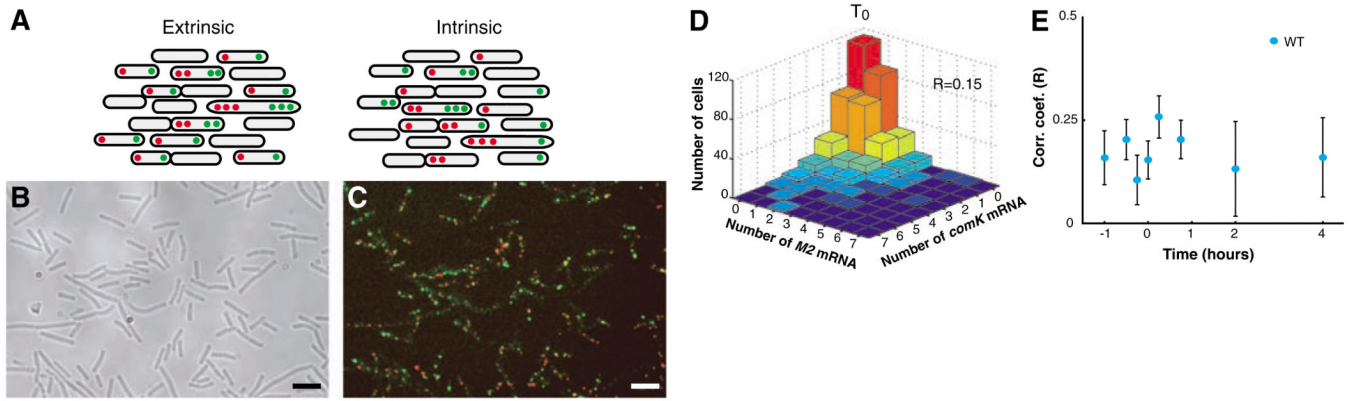 A
Extrinsic
Intrinsic
B
C
D
T0
R=0.15
Number of cells
120
80
40
0
0 1 2 3 4 5 6 7
Number of M2 mRNA
7 6 5 4 3 2 1 0
Number of comK mRNA
E
WT
Corr. coef. (R)
0.5
0.25
0
-1 0 1 2 4
Time (hours)